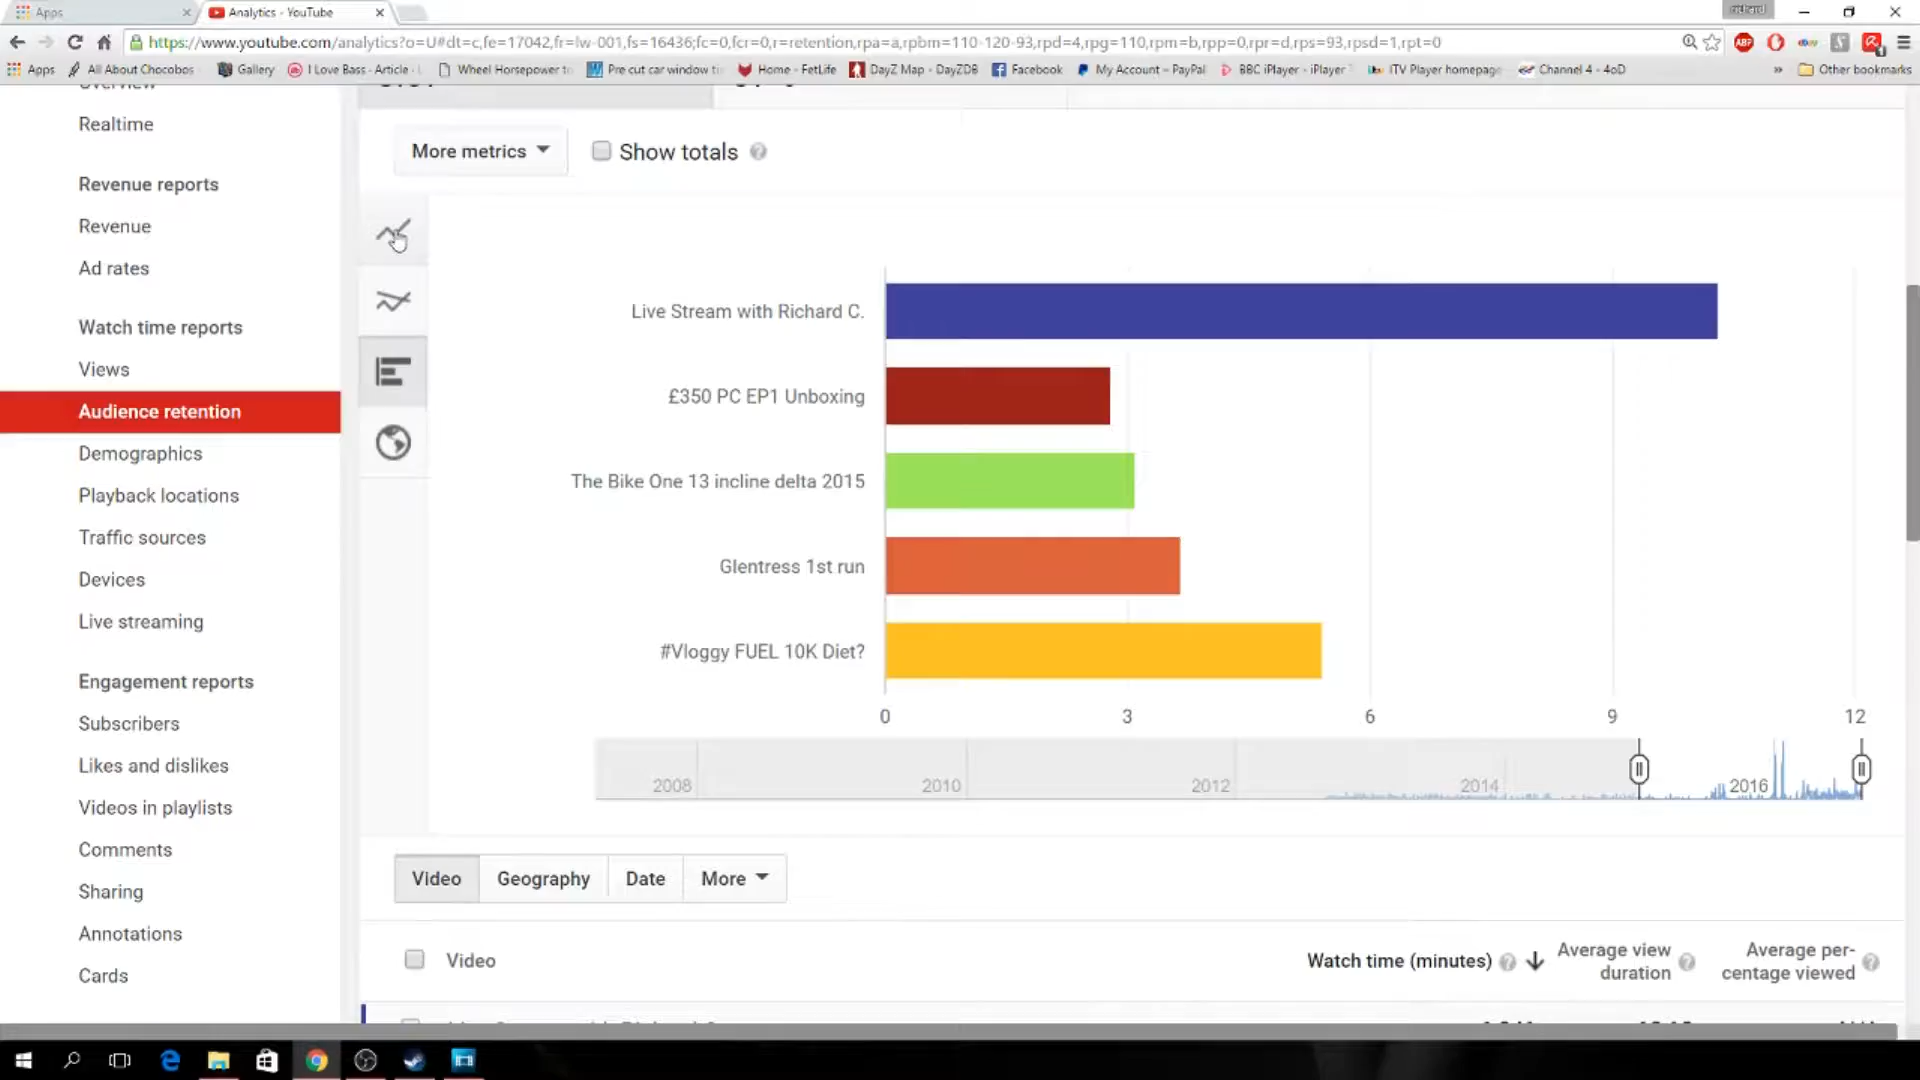 Apps
Analytics - YouTube
https://www.youtube.com/analytics?o=U#dt=c,fe=17042,fr=lw-001,fs=16436;fc=0,fcr=0,r=retention,rpa=a,rpbm=110-120-93,rpd=4,rpg=110,rpm=b,rpp=0,rpr=d,rps=93,rpsd=1,rpt=0
ABP
Apps All About Chocobos Gallery I Love Bass - Article - Wheel Horsepower to Pre cut car window ti Home - FetLife DayZ Map - DayZDB Facebook My Account - PayPal BBC iPlayer - iPlayer ITV Player homepage Channel 4 - 4oD » Other bookmarks
Overview
Realtime
Revenue reports
Revenue
Ad rates
Watch time reports
Views
Audience retention
Demographics
Playback locations
Traffic sources
Devices
Live streaming
Engagement reports
Subscribers
Likes and dislikes
Videos in playlists
Comments
Sharing
Annotations
Cards
More metrics
Show totals
Live Stream with Richard C.
£350 PC EP1 Unboxing
The Bike One 13 incline delta 2015
Glentress 1st run
#Vloggy FUEL 10K Diet?
0 3 6 9 12
2008 2010 2012 2014 2016
Video Geography Date More
Video
Watch time (minutes)
Average view
duration
Average per-
centage viewed